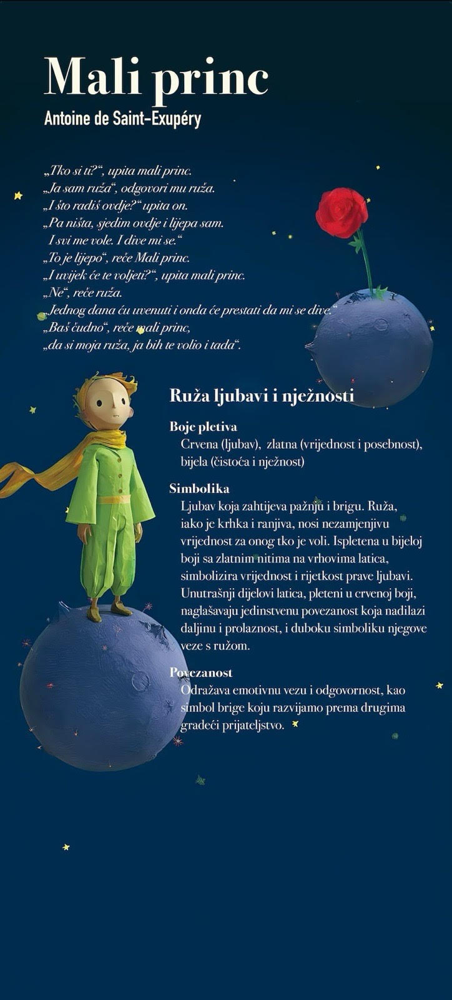 Mali princ
Antoine de Saint-Exupéry
„Tko si ti?“, upita mali princ.
„Ja sam ruža“, odgovori mu ruža.
„I što radiš ovdje?“ upita on.
„Pa ništa, sjedim ovdje i lijepa sam.
I svi me vole. I dive mi se.“
„To je lijepo“, reče Mali princ.
„I uvijek će te voljeti?“, upita mali princ.
„Ne“, reče ruža.
„Jednog dana ću uvenuti i onda će prestati da mi se dive.“
„Baš čudno“, reče mali princ,
„da si moja ruža, ja bih te volio i tada“.
Ruža ljubavi i nježnosti
Boje pletiva
Crvena (ljubav), zlatna (vrijednost i posebnost),
bijela (čistoća i nježnost)
Simbolika
Ljubav koja zahtijeva pažnju i brigu. Ruža,
iako je krhka i ranjiva, nosi nezamjenjivu
vrijednost za onog tko je voli. Ispletena u bijeloj
boji sa zlatnim nitima na vrhovima latica,
simbolizira vrijednost i rijetkost prave ljubavi.
Unutrašnji dijelovi latica, pleteni u crvenoj boji,
naglašavaju jedinstvenu povezanost koja nadilazi
daljinu i prolaznost, i duboku simboliku njegove
veze s ružom.
Povezanost
Odražava emotivnu vezu i odgovornost, kao
simbol brige koju razvijamo prema drugima
gradeći prijateljstvo.